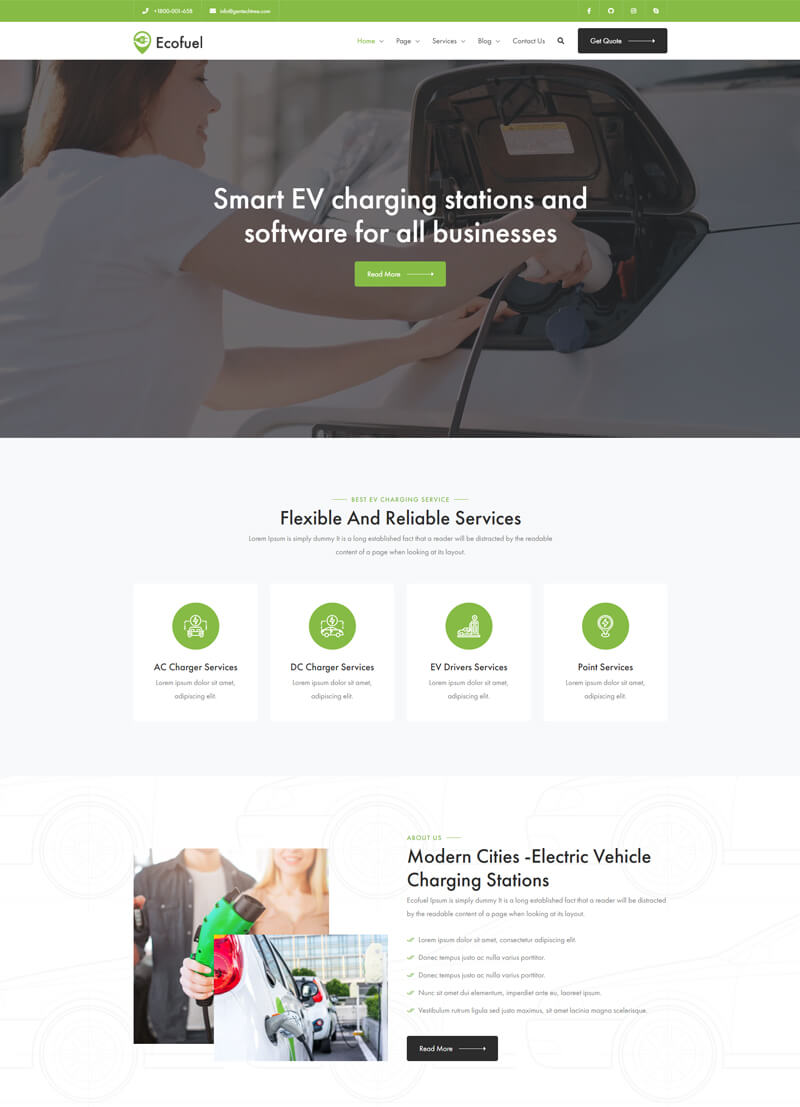 +1800-001-658
info@gentechtree.com
Ecofuel
Home
Page
Services
Blog
Contact Us
Get Quote
Smart EV charging stations and
software for all businesses
Read More
BEST EV CHARGING SERVICE
Flexible And Reliable Services
Lorem Ipsum is simply dummy It is a long established fact that a reader will be distracted by the readable
content of a page when looking at its layout.
AC Charger Services
Lorem ipsum dolor sit amet,
adipiscing elit.
DC Charger Services
Lorem ipsum dolor sit amet,
adipiscing elit.
EV Drivers Services
Lorem ipsum dolor sit amet,
adipiscing elit.
Point Services
Lorem ipsum dolor sit amet,
adipiscing elit.
ABOUT US
Modern Cities -Electric Vehicle
Charging Stations
Ecofuel Ipsum is simply dummy It is a long established fact that a reader will be distracted
by the readable content of a page when looking at its layout.
Lorem ipsum dolor sit amet, consectetur adipiscing elit.
Donec tempus justo ac nulla varius porttitor.
Donec tempus justo ac nulla varius porttitor.
Nunc sit amet dui elementum, imperdiet ante eu, laoreet ipsum.
Vestibulum rutrum ligula sed justo maximus, sit amet lacinia magna scelerisque.
Read More